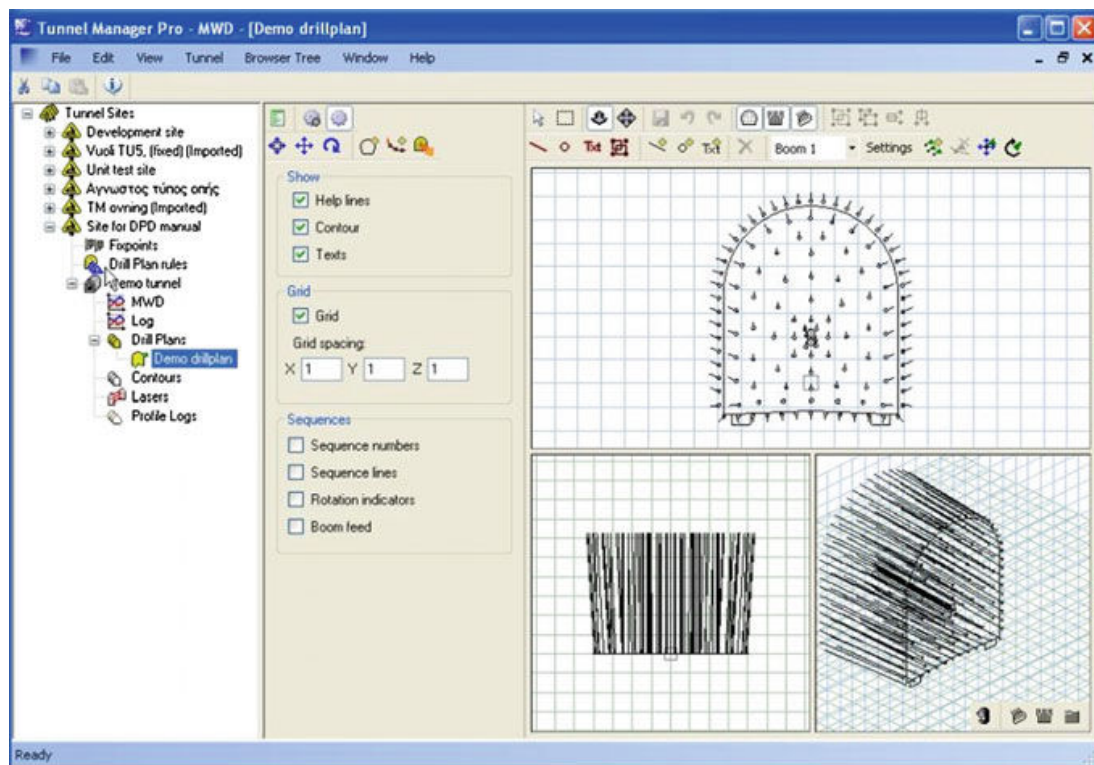 Tunnel Manager Pro - MWD - [Demo drillplan]
File Edit View Tunnel Browser Tree Window Help
Tunnel Sites
Development site
Vuoli TU5, (fixed) (Imported)
Unit test site
Αγνωστος τύπος οπής
TM ovning (Imported)
Site for DPD manual
Fixpoints
Drill Plan rules
Demo tunnel
MWD
Log
Drill Plans
Demo drillplan
Contours
Lasers
Profile Logs
Show
Help lines
Contour
Texts
Grid
Grid
Grid spacing:
X 1 Y 1 Z 1
Sequences
Sequence numbers
Sequence lines
Rotation indicators
Boom feed
Txt Txt Boom 1 Settings
Ready